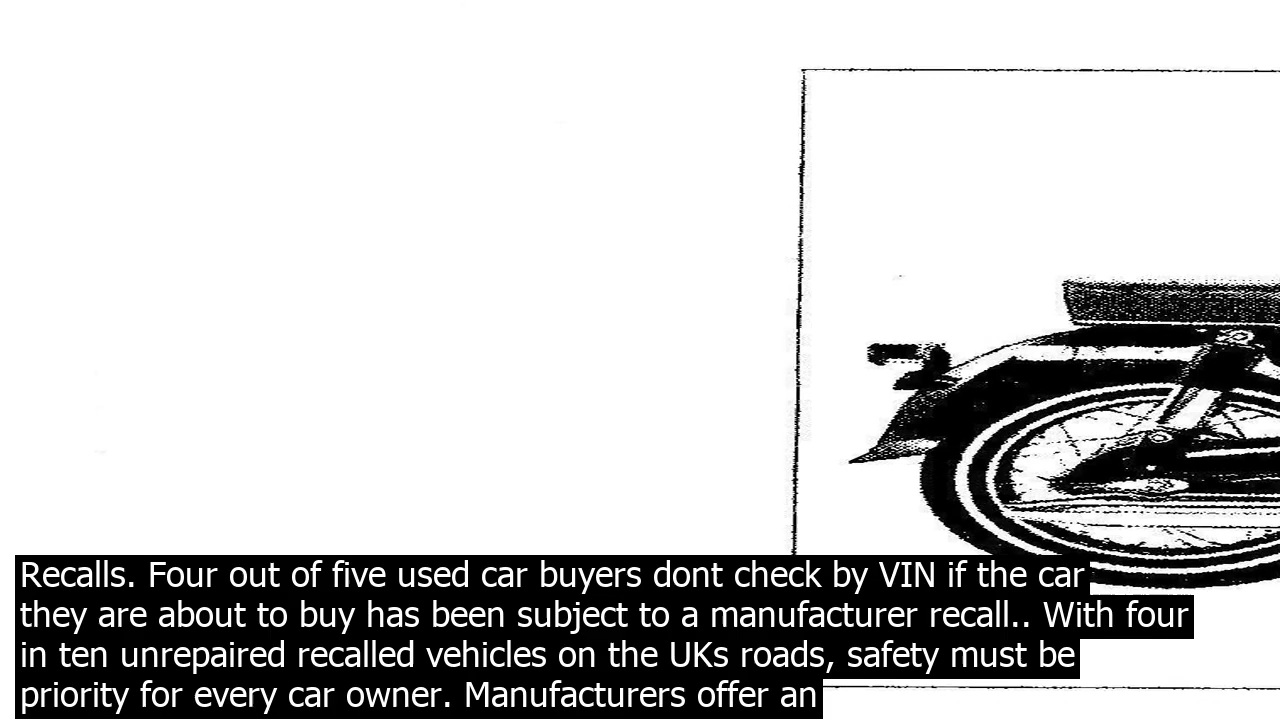 Recalls. Four out of five used car buyers dont check by VIN if the car
they are about to buy has been subject to a manufacturer recall.. With four
in ten unrepaired recalled vehicles on the UKs roads, safety must be
priority for every car owner. Manufacturers offer an